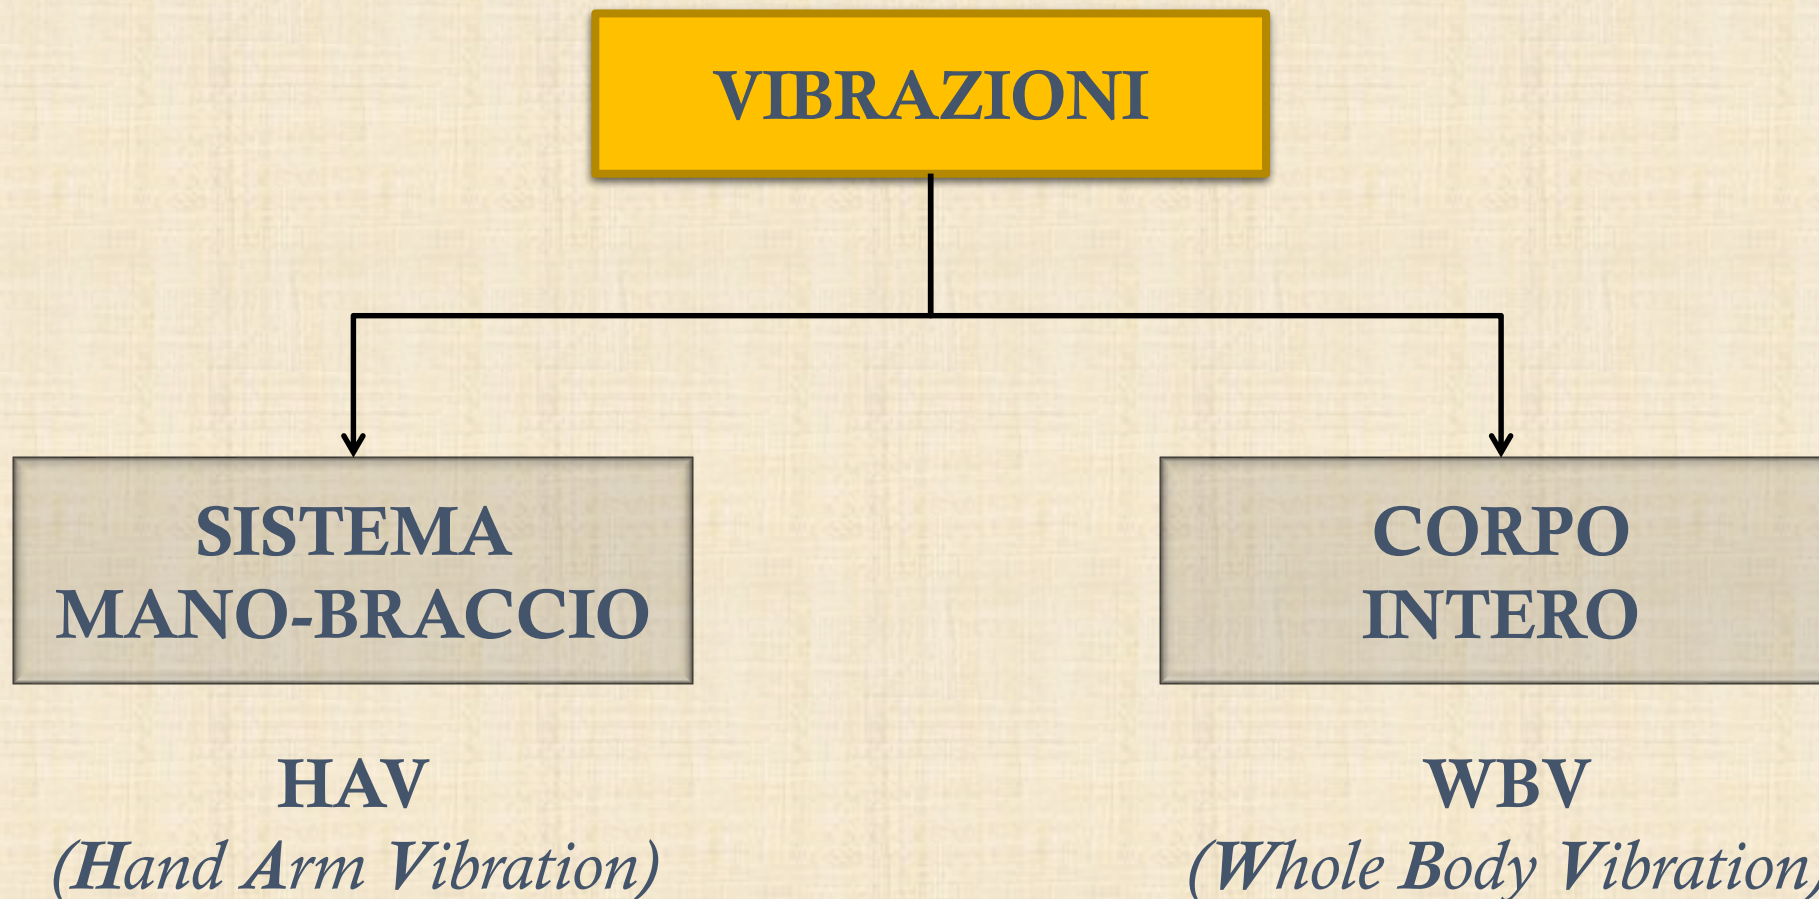 VIBRAZIONI
SISTEMA
MANO-BRACCIO
CORPO
INTERO
HAV
(Hand Arm Vibration)
WBV
(Whole Body Vibration)